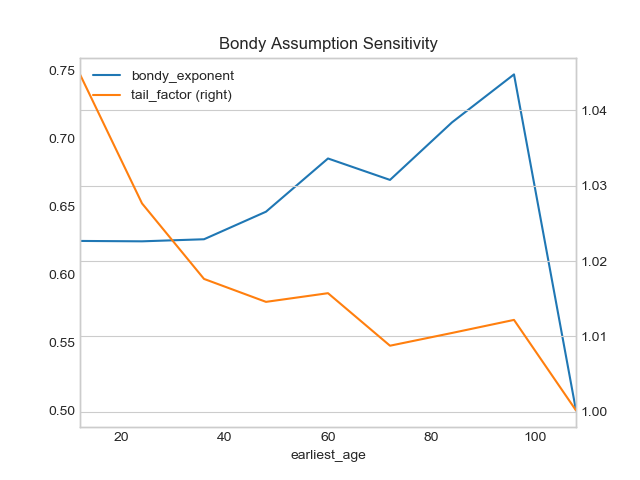 Bondy Assumption Sensitivity
bondy_exponent
tail_factor (right)
0.75
0.70
0.65
0.60
0.55
0.50
1.04
1.03
1.02
1.01
1.00
20 40 60 80 100
earliest_age